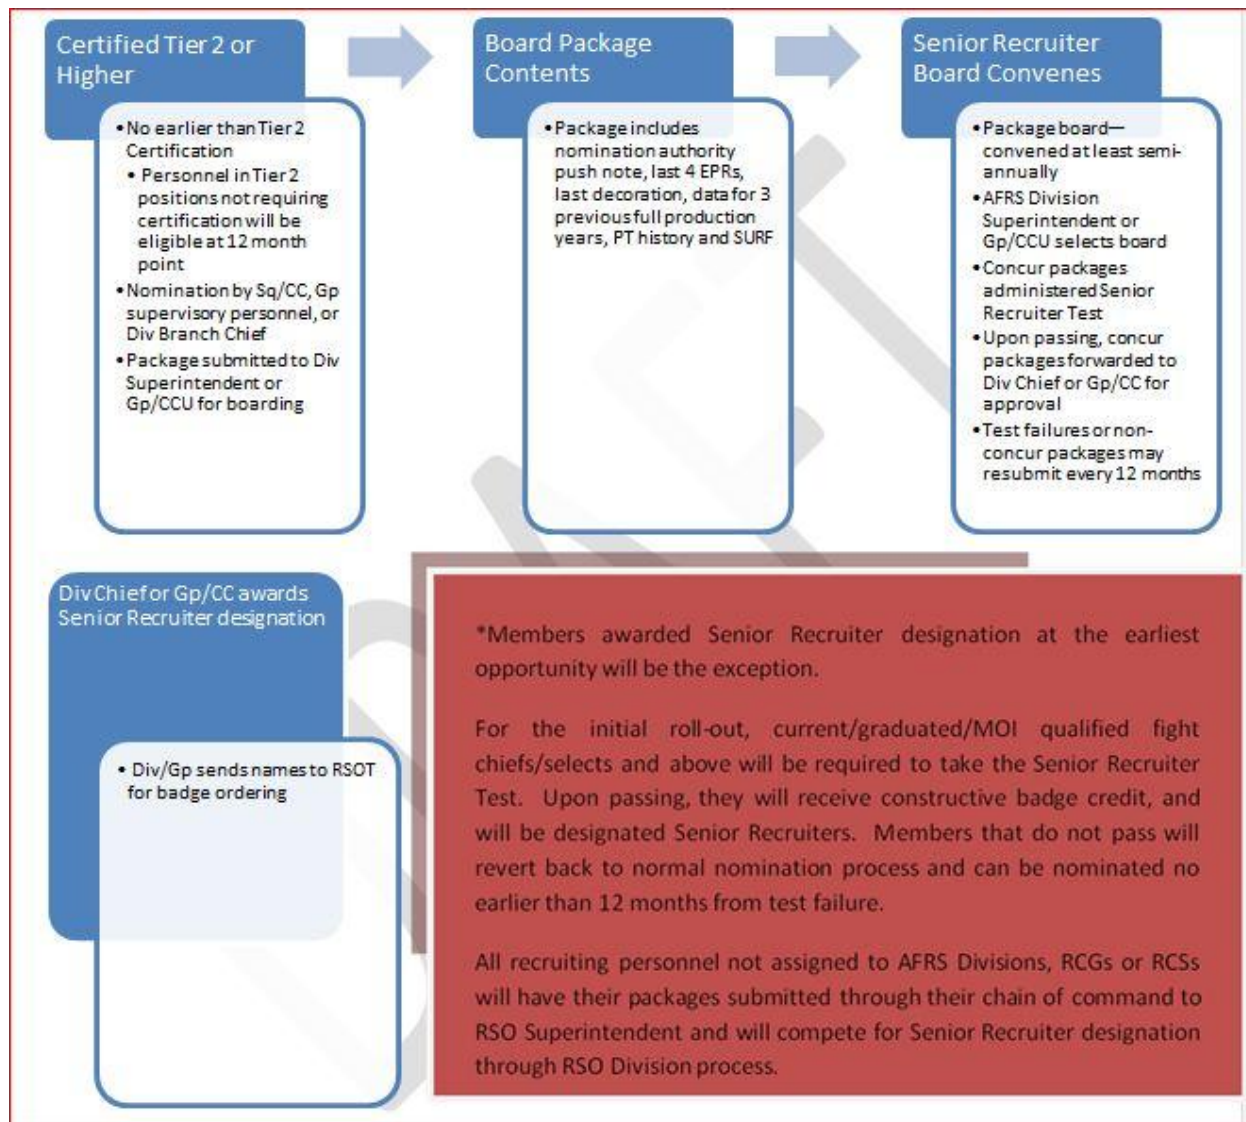 Certified Tier 2 or
Higher
•No earlier than Tier 2
Certification
• Personnel in Tier 2
positions not requiring
certification will be
eligible at 12 month
point
•Nomination by Sq/CC, Gp
supervisory personnel, or
Div Branch Chief
•Package submitted to Div
Superintendent or
Gp/CCU for boarding
Board Package
Contents
•Package includes
nomination authority
push note, last 4 EPRs,
last decoration, data for 3
previous full production
years, PT history and SURF
Senior Recruiter
Board Convenes
•Package board—
convened at least semi-
annually
•AFRS Division
Superintendent or
Gp/CCU selects board
•Concur packages
administered Senior
Recruiter Test
•Upon passing, concur
packages forwarded to
Div Chief or Gp/CC for
approval
•Test failures or non-
concur packages may
resubmit every 12 months
Div Chief or Gp/CC awards
Senior Recruiter designation
• Div/Gp sends names to RSOT
for badge ordering
*Members awarded Senior Recruiter designation at the earliest
opportunity will be the exception.
For the initial roll-out, current/graduated/MOI qualified fight
chiefs/selects and above will be required to take the Senior Recruiter
Test. Upon passing, they will receive constructive badge credit, and
will be designated Senior Recruiters. Members that do not pass will
revert back to normal nomination process and can be nominated no
earlier than 12 months from test failure.
All recruiting personnel not assigned to AFRS Divisions, RCGs or RCSs
will have their packages submitted through their chain of command to
RSO Superintendent and will compete for Senior Recruiter designation
through RSO Division process.
DRAFT